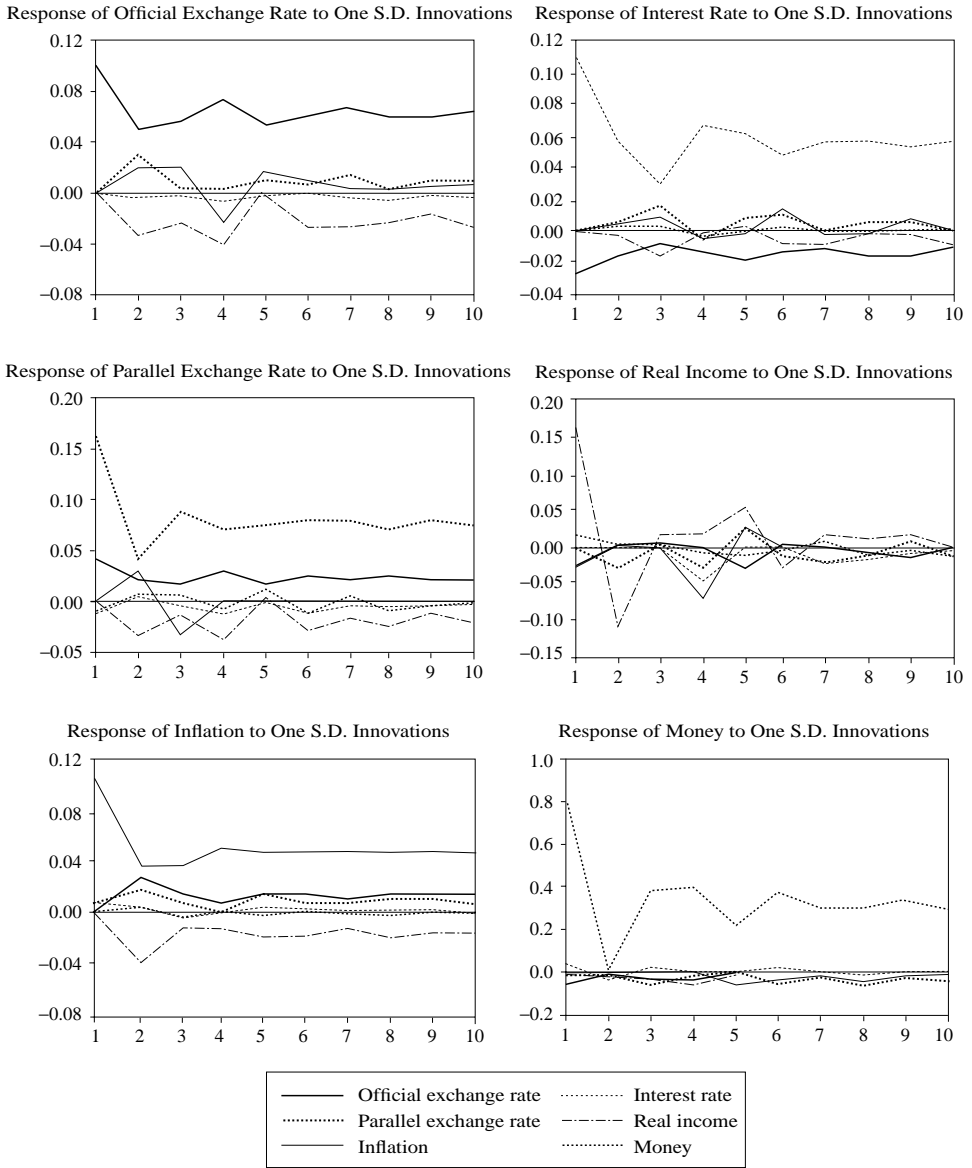 Response of Official Exchange Rate to One S.D. Innovations
0.12
0.08
0.04
0.00
−0.04
−0.08
1 2 3 4 5 6 7 8 9 10
Response of Interest Rate to One S.D. Innovations
0.12
0.10
0.08
0.06
0.04
0.02
0.00
−0.02
−0.04
1 2 3 4 5 6 7 8 9 10
Response of Parallel Exchange Rate to One S.D. Innovations
0.20
0.15
0.10
0.05
0.00
−0.05
1 2 3 4 5 6 7 8 9 10
Response of Real Income to One S.D. Innovations
0.20
0.15
0.10
0.05
−0.00
−0.05
−0.10
−0.15
1 2 3 4 5 6 7 8 9 10
Response of Inflation to One S.D. Innovations
0.12
0.08
0.04
0.00
−0.04
−0.08
1 2 3 4 5 6 7 8 9 10
Response of Money to One S.D. Innovations
1.0
0.8
0.6
0.4
0.2
0.0
−0.2
1 2 3 4 5 6 7 8 9 10
Official exchange rate
Parallel exchange rate
Inflation
Interest rate
Real income
Money